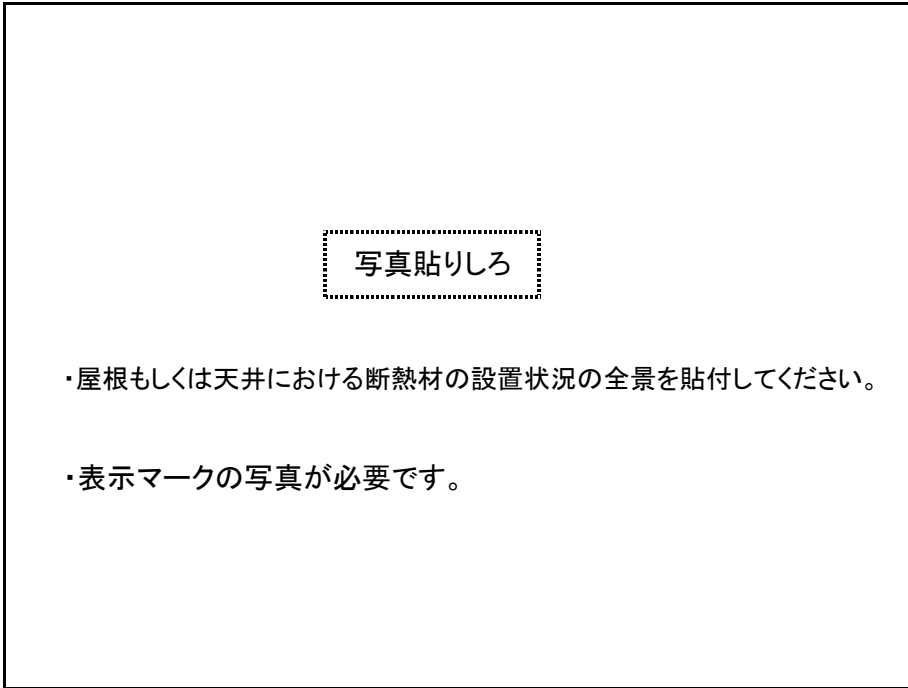 写真貼りしろ
・屋根もしくは天井における断熱材の設置状況の全景を貼付してください。
・表示マークの写真が必要です。